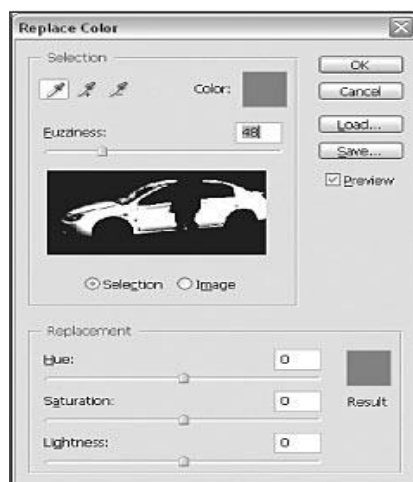 Replace Color
Selection
Color:
Fuzziness:
48
Selection
Image
OK
Cancel
Load...
Save...
Preview
Replacement
Hue:
0
Saturation:
0
Result
Lightness:
0